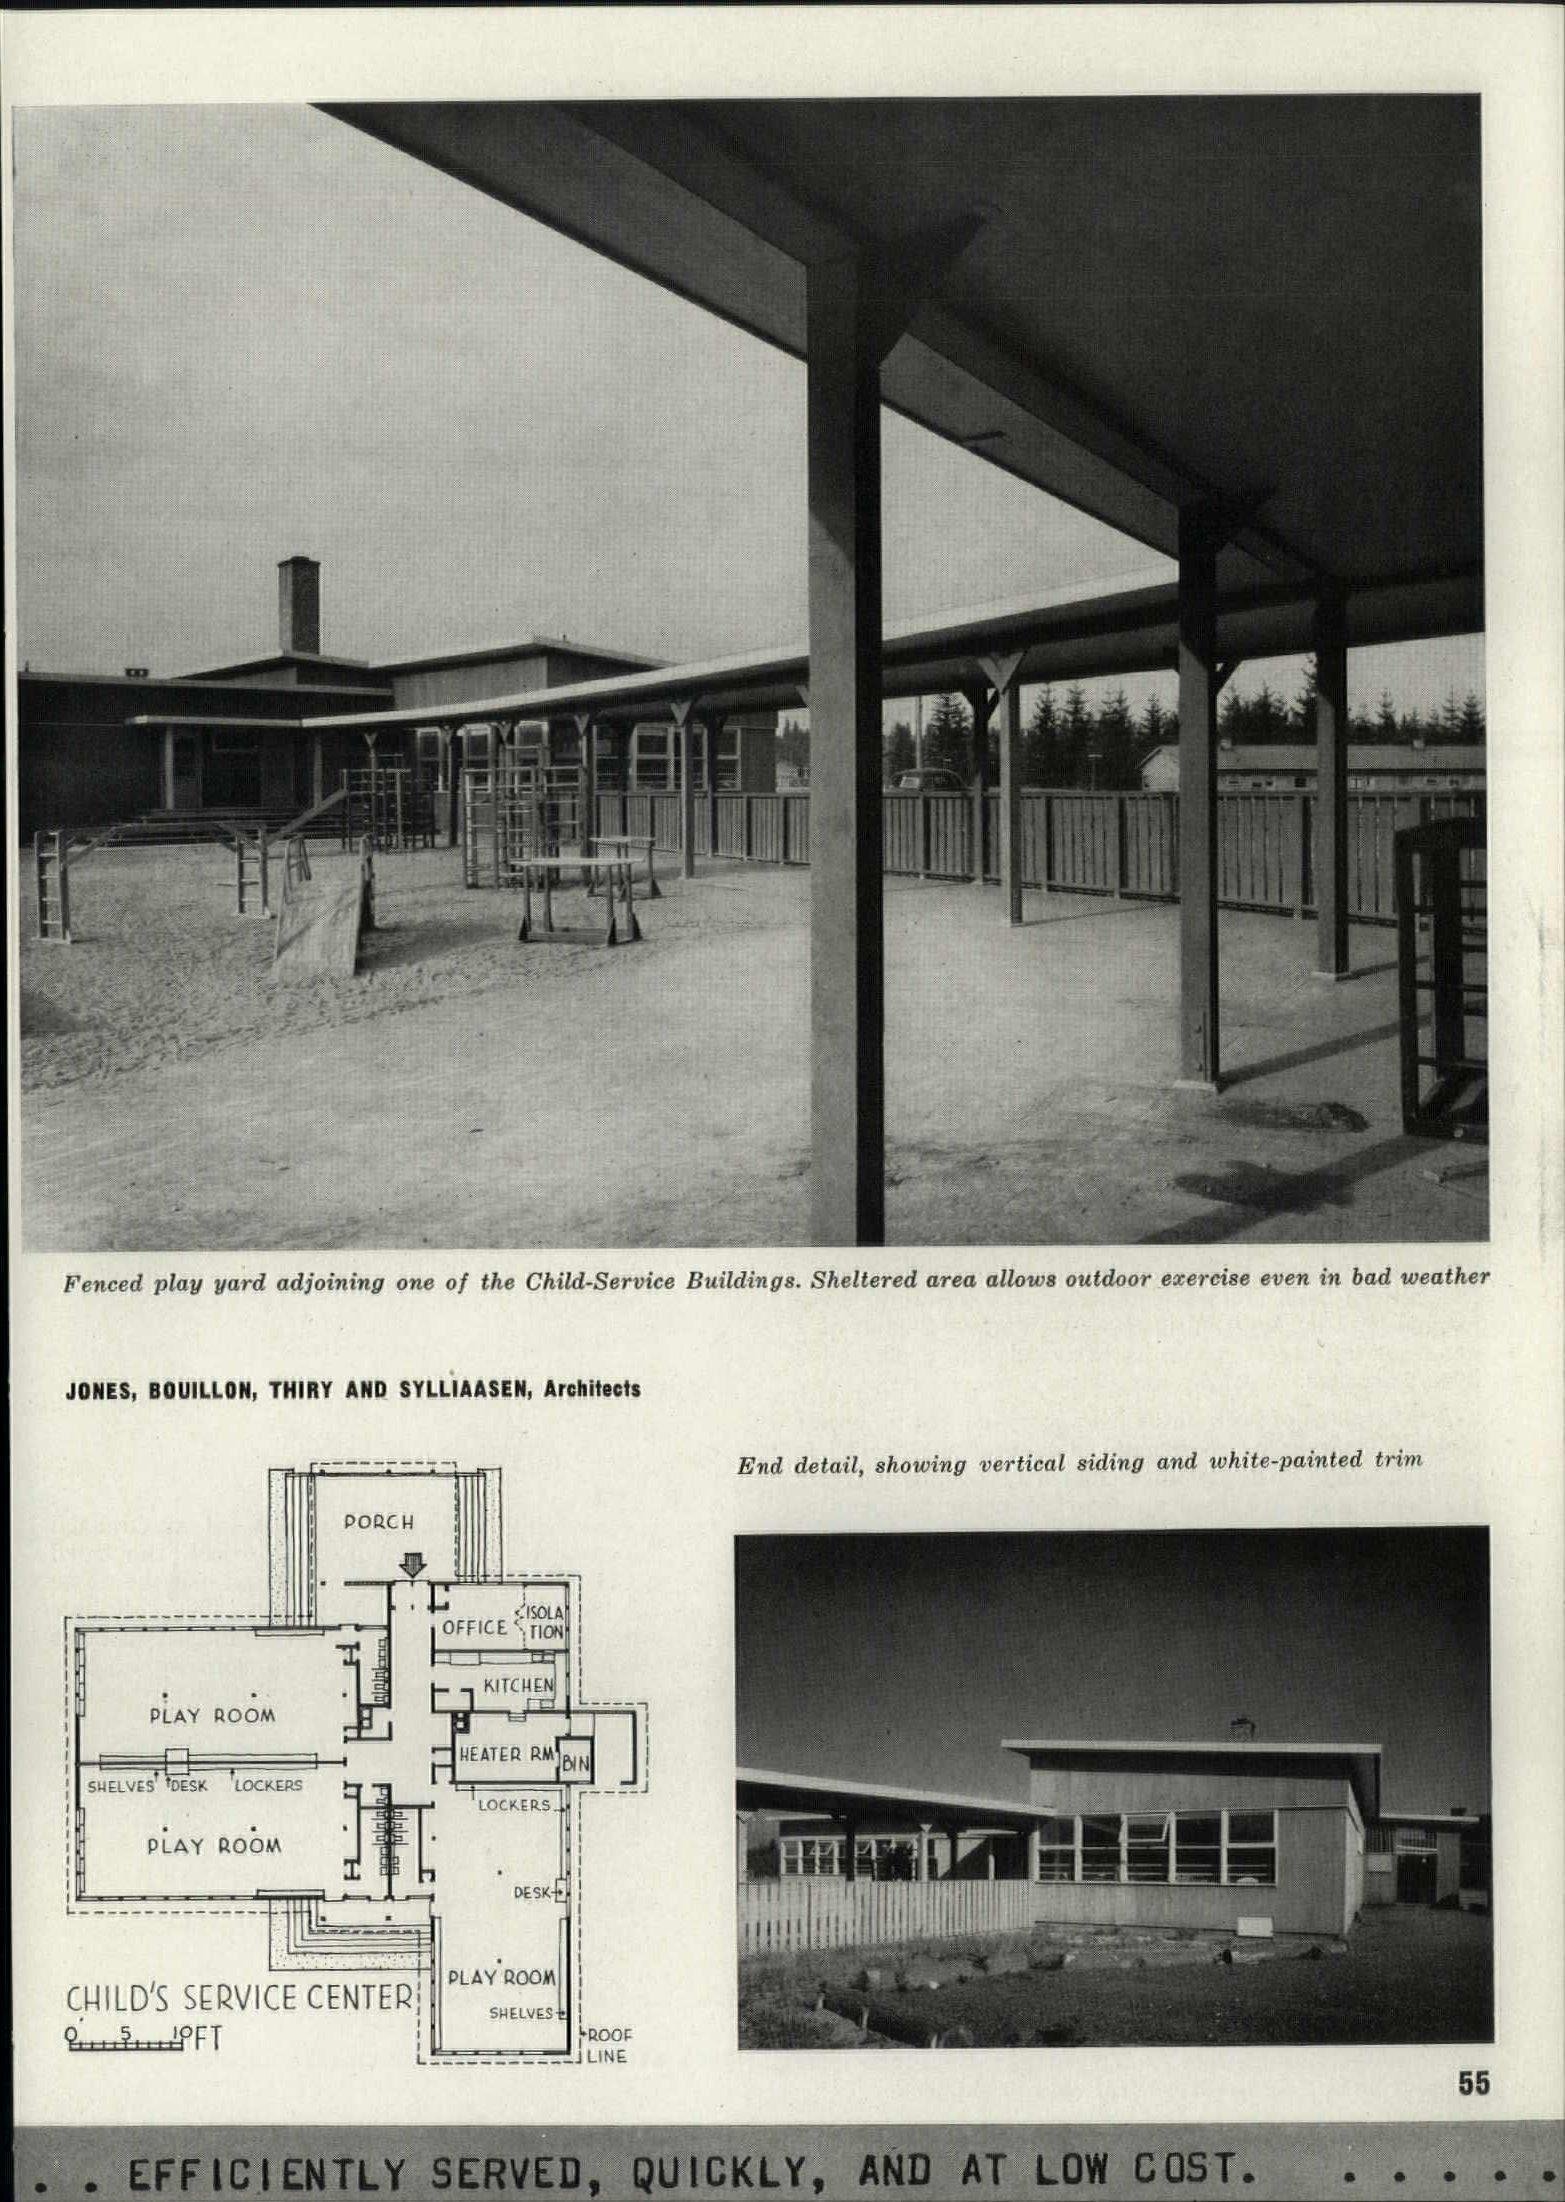 Fenced play yard adjoining one of the Child-Service Buildings. Sheltered area allows outdoor exercise even in bad weather
JONES, BOUILLON, THIRY AND SYLLIAASEN, Architects
End detail, showing vertical siding and white-painted trim
PORCH
OFFICE
ISOLA
TION
KITCHEN
PLAY ROOM
HEATER RM
BIN
SHELVES
DESK
LOCKERS
LOCKERS
PLAY ROOM
DESK
PLAY ROOM
SHELVES
CHILD'S SERVICE CENTER
0 5 10 FT
ROOF
LINE
55
. . EFFICIENTLY SERVED, QUICKLY, AND AT LOW COST. . . . . .